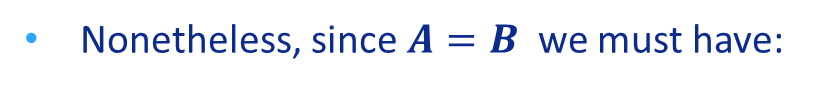 • Nonetheless, since A = B we must have: